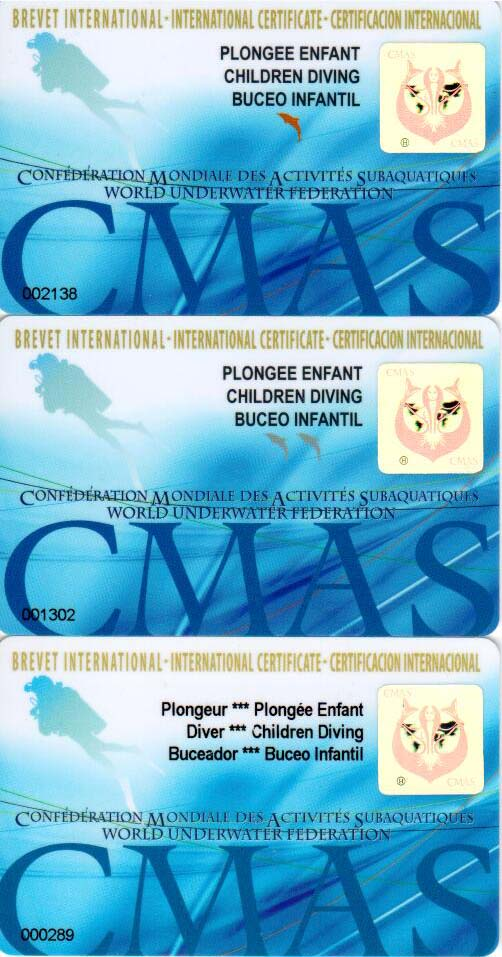 BREVET INTERNATIONAL - INTERNATIONAL CERTIFICATE - CERTIFICACION INTERNACIONAL
PLONGEE ENFANT
CHILDREN DIVING
BUCEO INFANTIL
CMAS
CMAS
CONFÉDÉRATION MONDIALE DES ACTIVITÉS SUBAQUATIQUES
WORLD UNDERWATER FEDERATION
CMAS
002138
BREVET INTERNATIONAL - INTERNATIONAL CERTIFICATE - CERTIFICACION INTERNACIONAL
PLONGEE ENFANT
CHILDREN DIVING
BUCEO INFANTIL
CMAS
CMAS
CONFÉDÉRATION MONDIALE DES ACTIVITÉS SUBAQUATIQUES
WORLD UNDERWATER FEDERATION
CMAS
001302
BREVET INTERNATIONAL - INTERNATIONAL CERTIFICATE - CERTIFICACION INTERNACIONAL
Plongeur *** Plongée Enfant
Diver *** Children Diving
Buceador *** Buceo Infantil
CMAS
CMAS
CONFÉDÉRATION MONDIALE DES ACTIVITÉS SUBAQUATIQUES
WORLD UNDERWATER FEDERATION
CMAS
000289